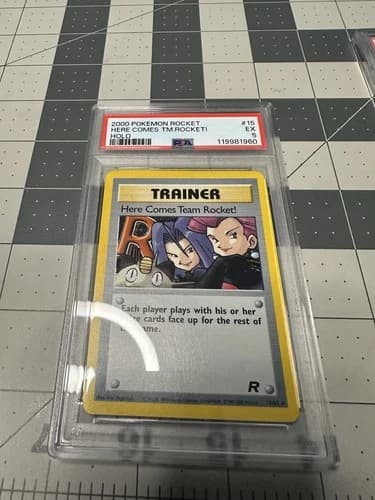 2000 POKEMON ROCKET #15
HERE COMES TM.ROCKET! EX
HOLO 5
PSA 119981960
TRAINER
Here Comes Team Rocket!
R
Each player plays with his or her
cards face up for the rest of
game.
R